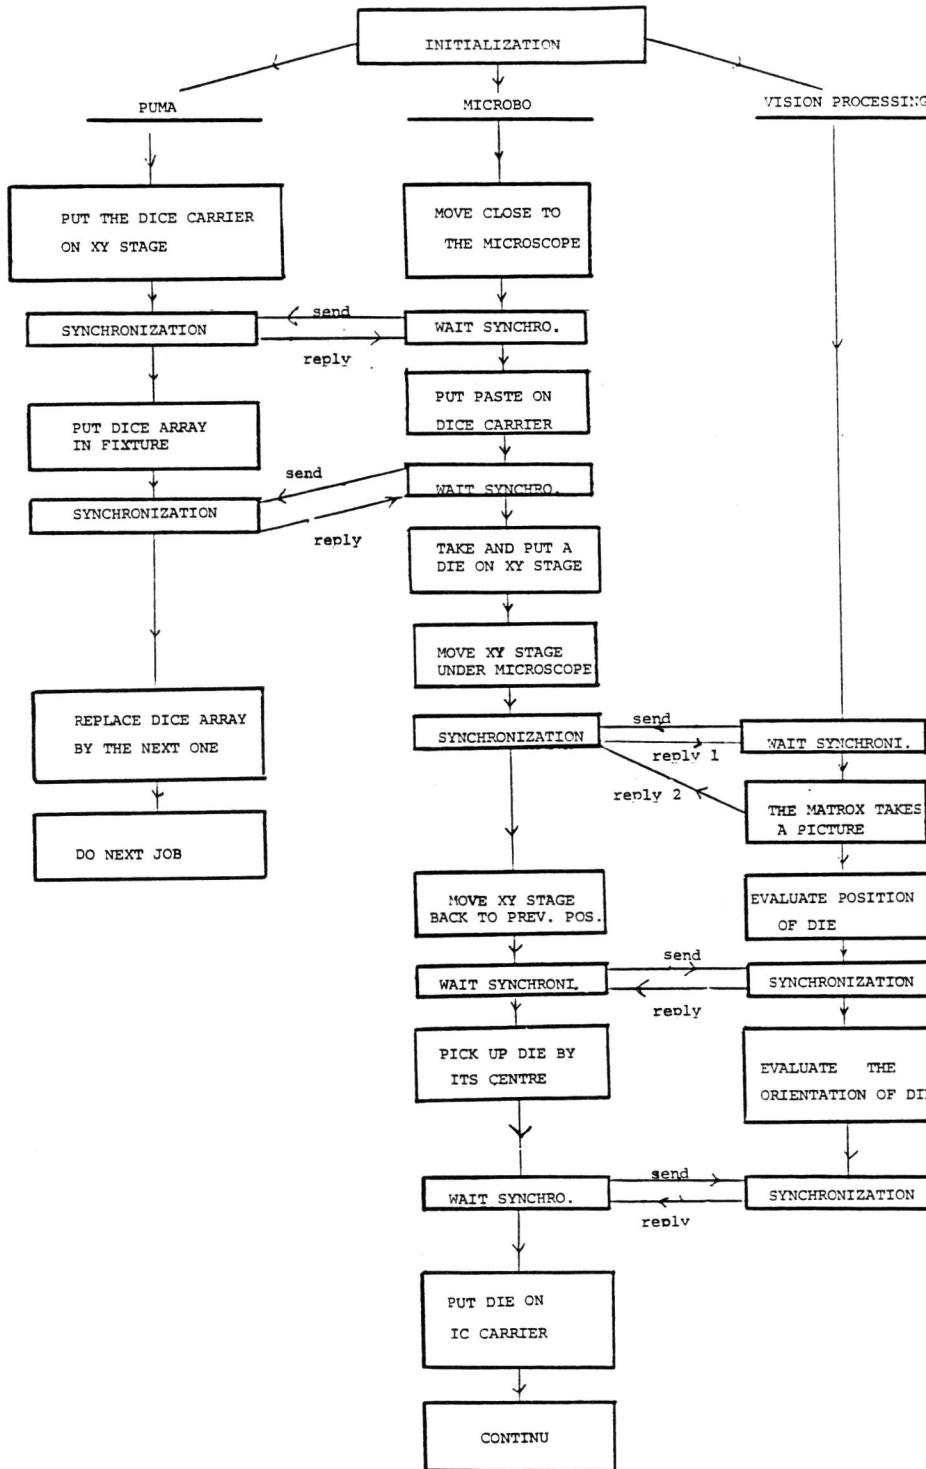 INITIALIZATION
PUMA
MICROBO
VISION PROCESSING
PUT THE DICE CARRIER
ON XY STAGE
MOVE CLOSE TO
THE MICROSCOPE
SYNCHRONIZATION
send
reply
WAIT SYNCHRO.
PUT PASTE ON
DICE CARRIER
PUT DICE ARRAY
IN FIXTURE
send
WAIT SYNCHRO.
SYNCHRONIZATION
reply
TAKE AND PUT A
DIE ON XY STAGE
MOVE XY STAGE
UNDER MICROSCOPE
REPLACE DICE ARRAY
BY THE NEXT ONE
SYNCHRONIZATION
send
reply 1
WAIT SYNCHRONI.
reply 2
THE MATROX TAKES
A PICTURE
DO NEXT JOB
MOVE XY STAGE
BACK TO PREV. POS.
EVALUATE POSITION
OF DIE
WAIT SYNCHRONI.
send
reply
SYNCHRONIZATION
PICK UP DIE BY
ITS CENTRE
EVALUATE THE
ORIENTATION OF DIE
WAIT SYNCHRO.
send
reply
SYNCHRONIZATION
PUT DIE ON
IC CARRIER
CONTINU